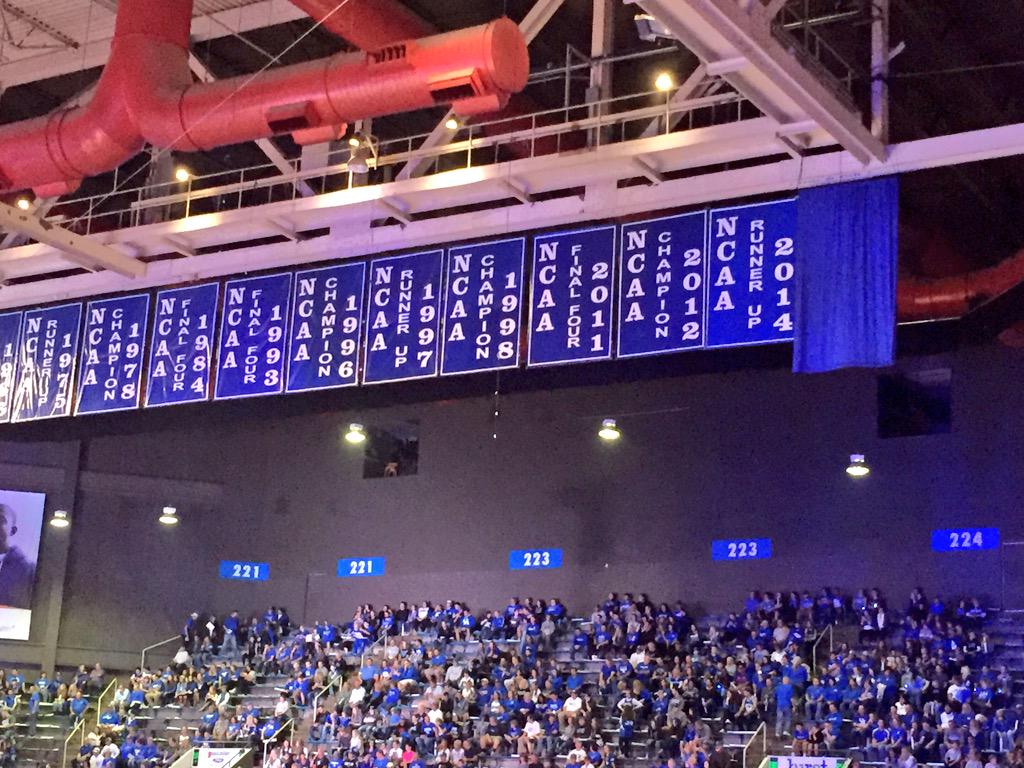 NCAA RUNNER UP 1975
NCAA CHAMPION 1978
NCAA FINAL FOUR 1984
NCAA FINAL FOUR 1993
NCAA CHAMPION 1996
NCAA RUNNER UP 1997
NCAA CHAMPION 1998
NCAA FINAL FOUR 2011
NCAA CHAMPION 2012
NCAA RUNNER UP 2014
221
221
223
223
224